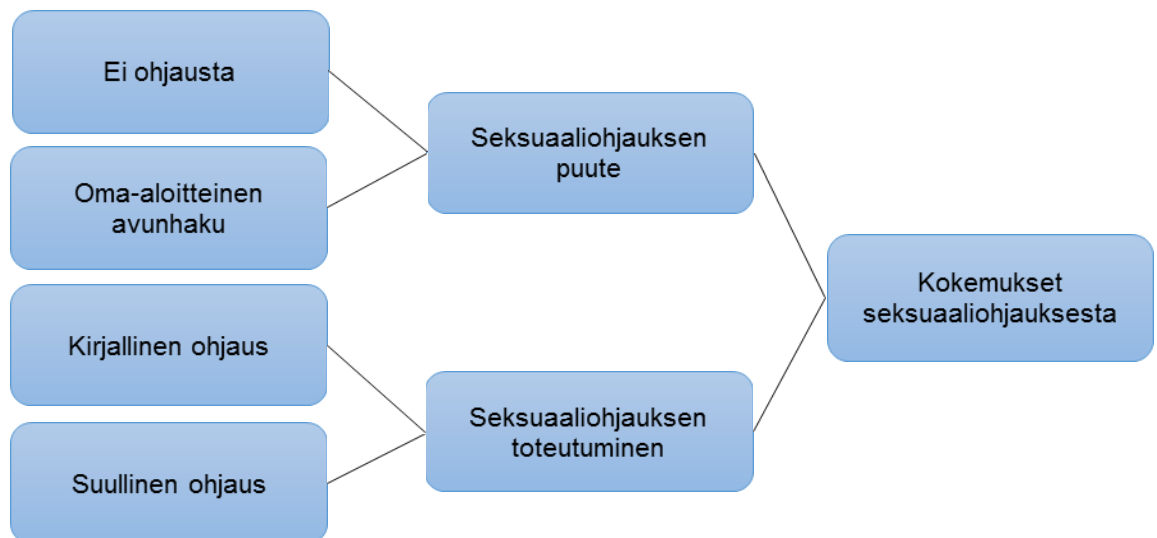 Ei ohjausta
Oma-aloitteinen
avunhaku
Kirjallinen ohjaus
Suullinen ohjaus
Seksuaaliohjauksen
puute
Seksuaaliohjauksen
toteutuminen
Kokemukset
seksuaaliohjauksesta